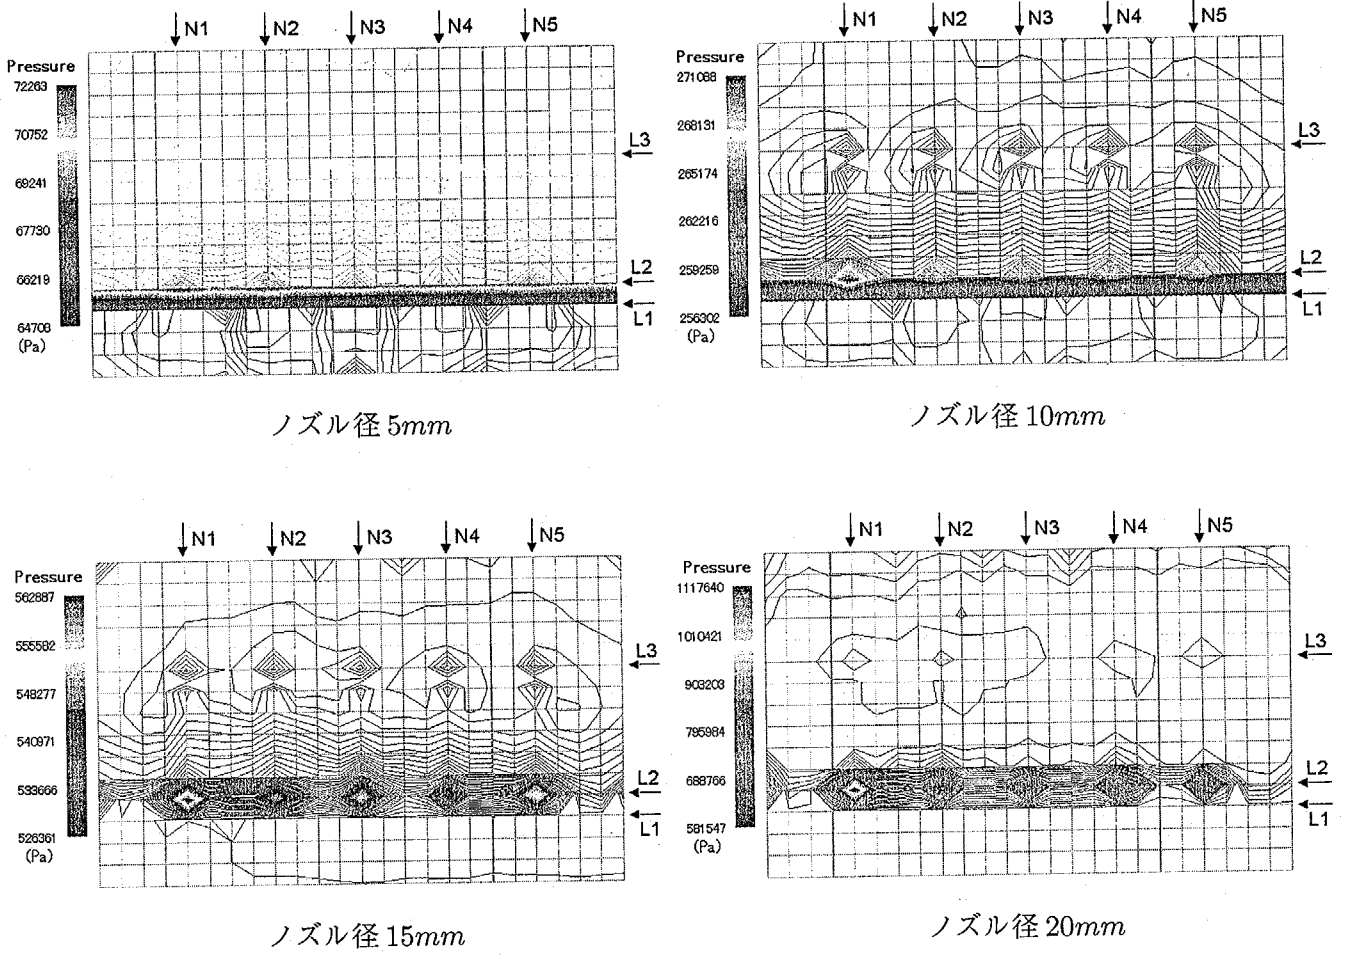 N1 N2 N3 N4 N5
Pressure
72263
70752
69241
67730
66219
64708
(Pa)
L3
L2
L1
ノズル径 5mm
N1 N2 N3 N4 N5
Pressure
271088
268131
265174
262216
259259
256302
(Pa)
L3
L2
L1
ノズル径 10mm
N1 N2 N3 N4 N5
Pressure
562887
555582
548277
540971
533666
526361
(Pa)
L3
L2
L1
ノズル径 15mm
N1 N2 N3 N4 N5
Pressure
1117640
1010421
903203
795984
688766
581547
(Pa)
L3
L2
L1
ノズル径 20mm